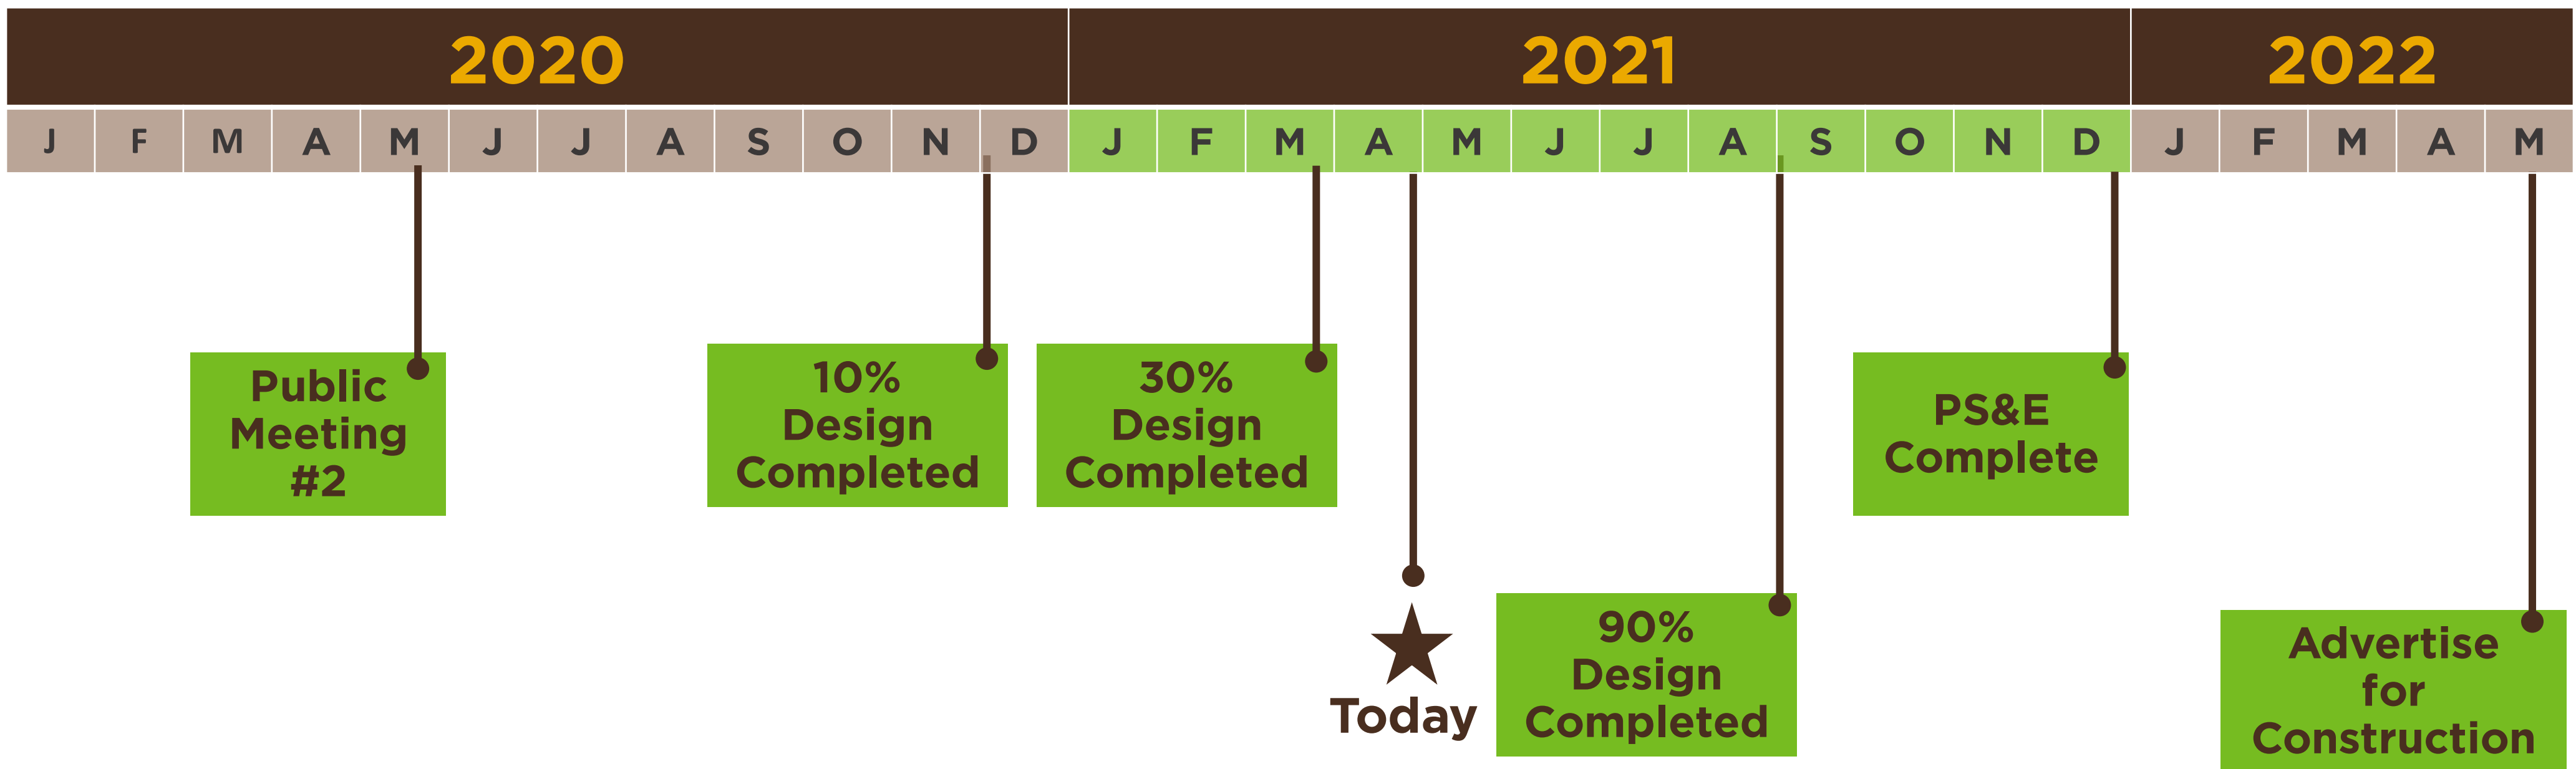 2020 2021 2022
J F M A M J J A S O N D J F M A M J J A S O N D J F M A M
Public
Meeting
#2
10%
Design
Completed
30%
Design
Completed
PS&E
Complete
Today
90%
Design
Completed
Advertise
for
Construction